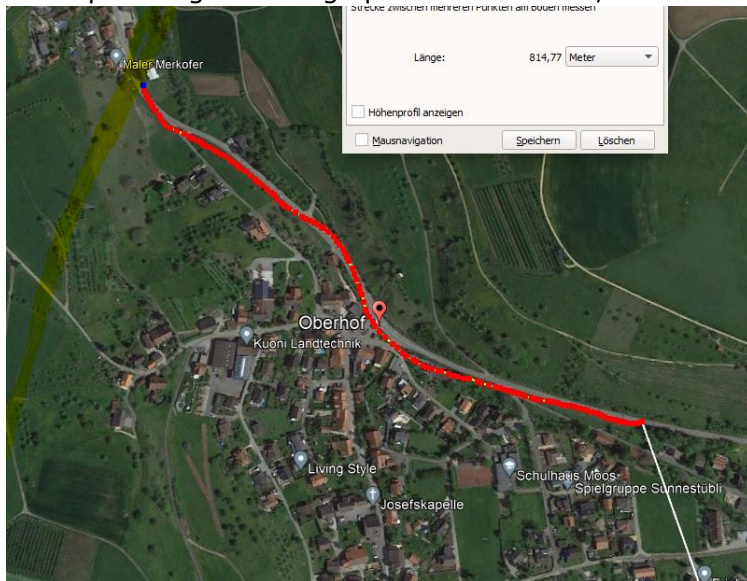 Strecke zwischen mehreren Punkten am Boden messen
Länge: 814,77 Meter
Höhenprofil anzeigen
Mausnavigation Speichern Löschen
Maler Merkofer
Oberhof
Kuoni Landtechnik
Living Style
Schulhaus Moos
Spielgruppe Sunnestübli
Josefskapelle